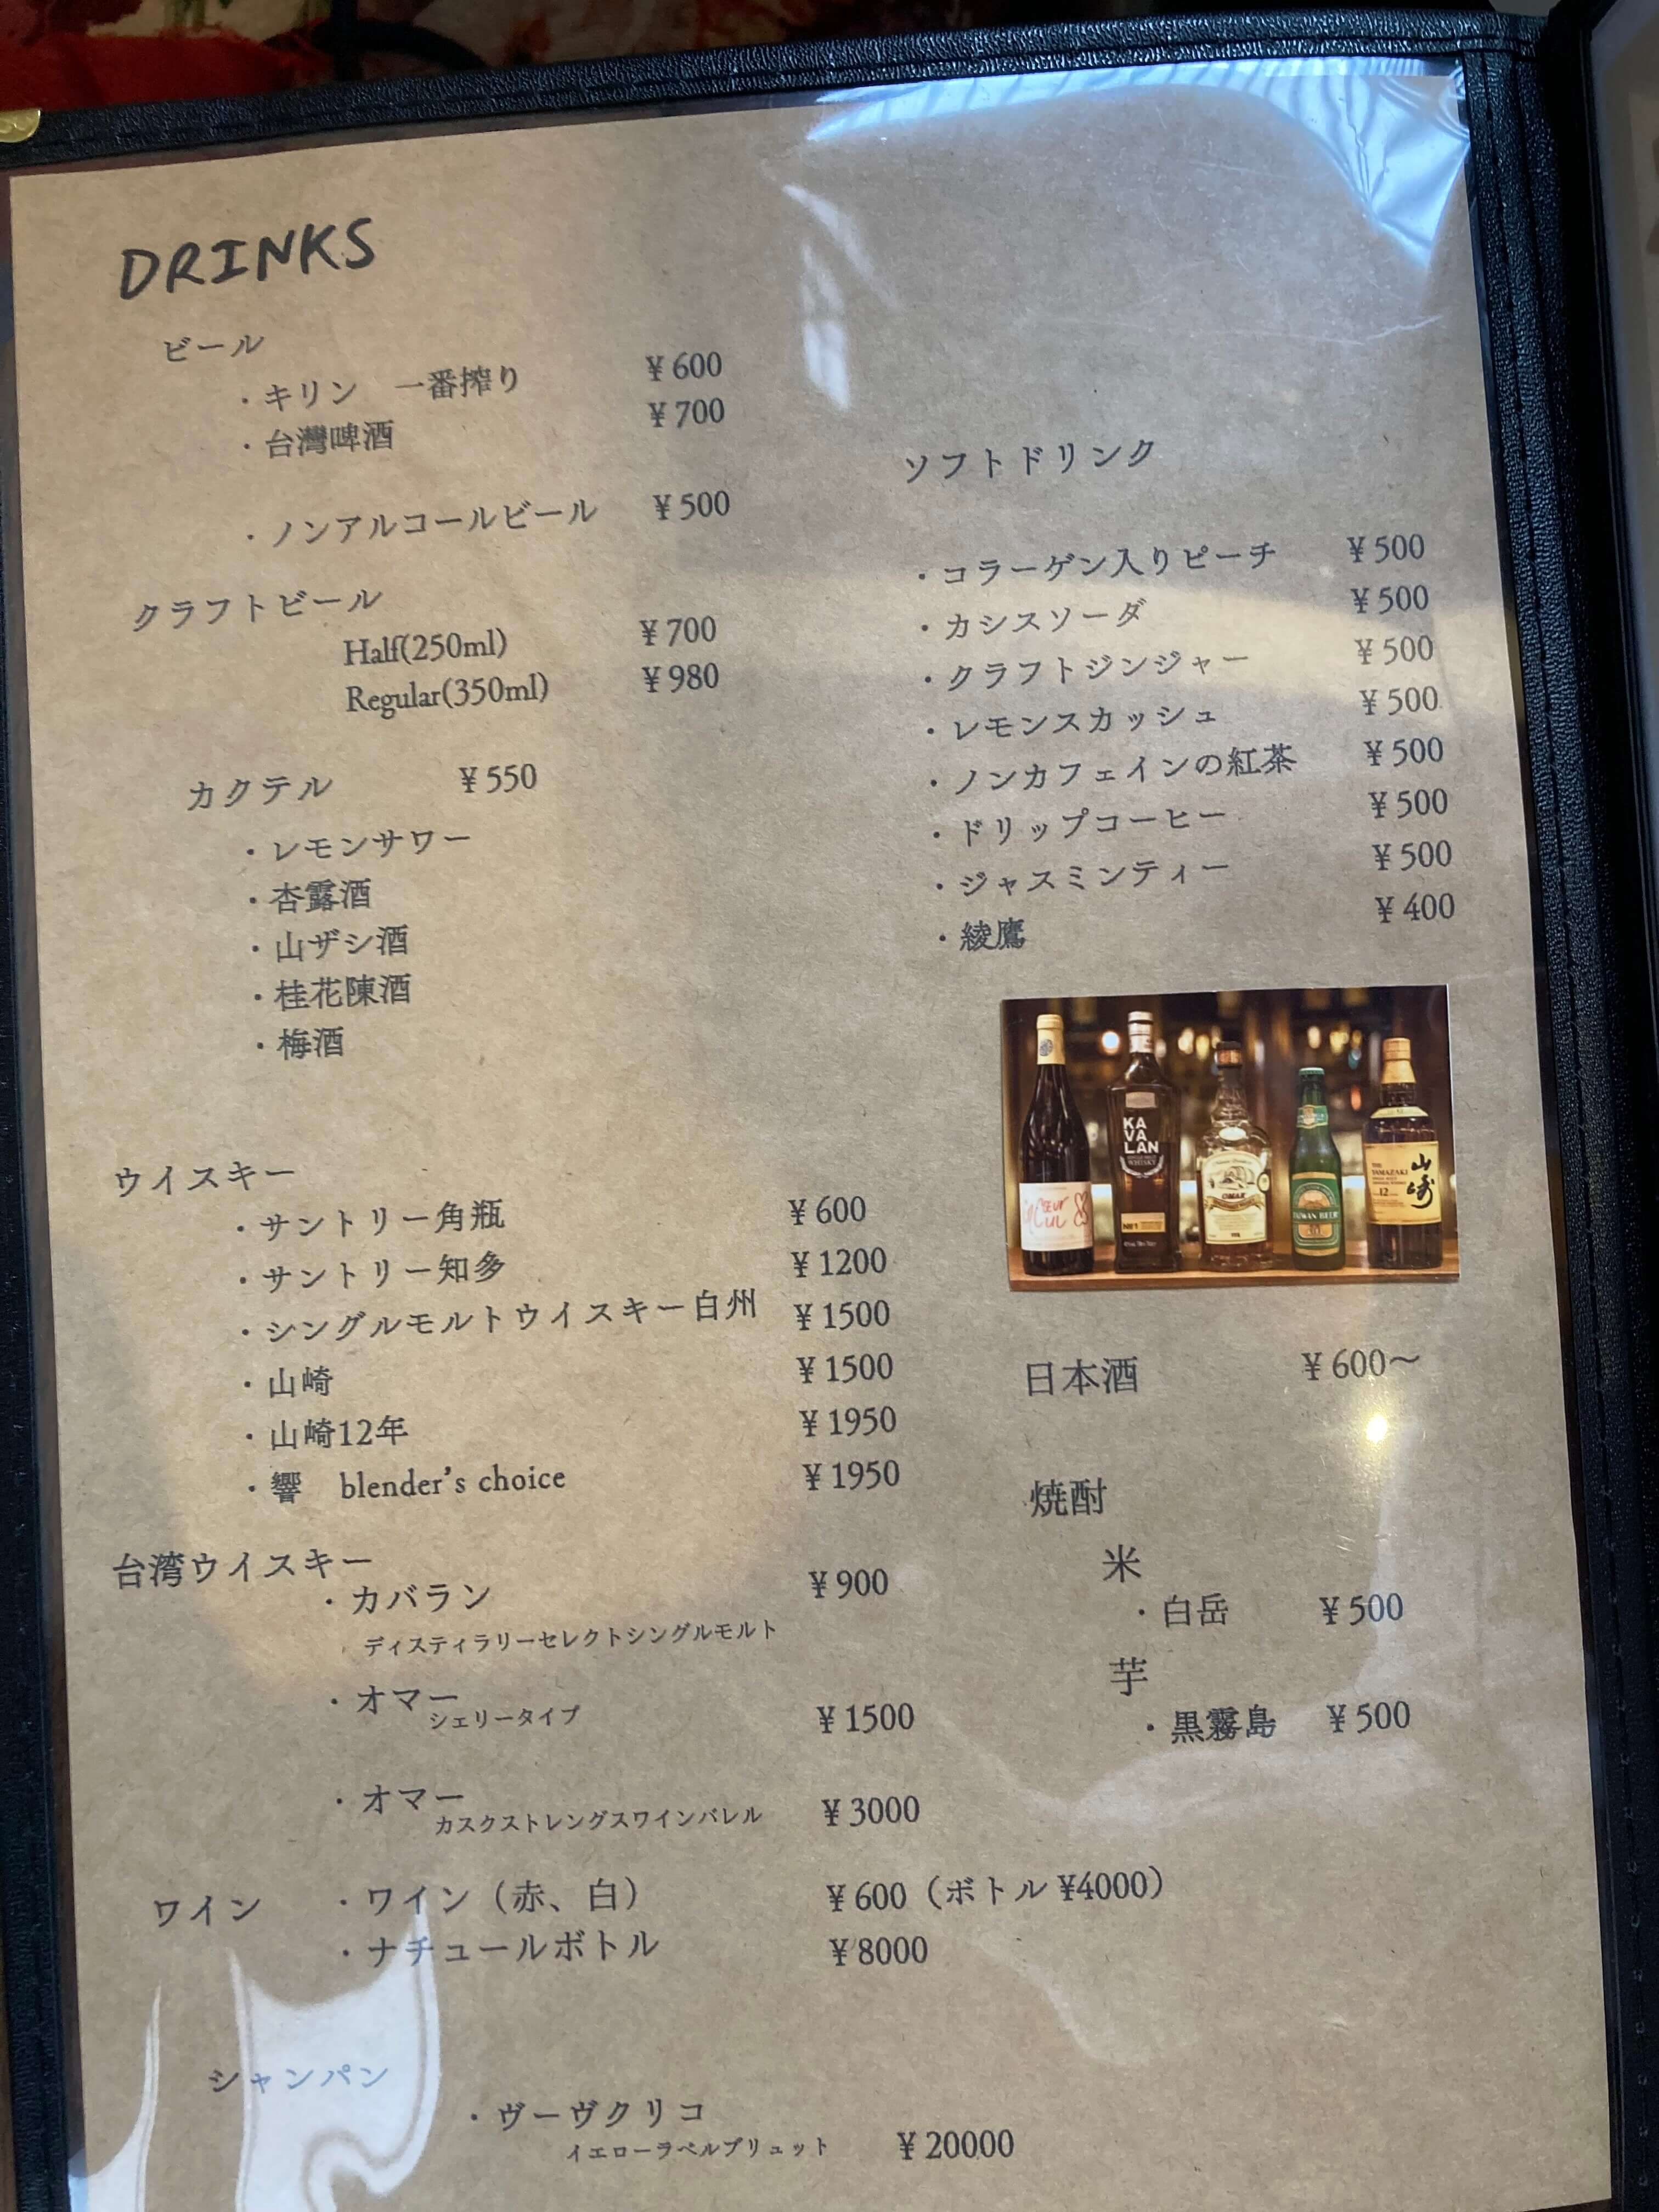 DRINKS
ビール
・キリン　一番搾り ¥600
・台灣啤酒 ¥700
・ノンアルコールビール ¥500
クラフトビール
Half(250ml) ¥700
Regular(350ml) ¥980
カクテル ¥550
・レモンサワー
・杏露酒
・山ザシ酒
・桂花陳酒
・梅酒
ウイスキー
・サントリー角瓶 ¥600
・サントリー知多 ¥1200
・シングルモルトウイスキー白州 ¥1500
・山崎 ¥1500
・山崎12年 ¥1950
・響　blender's choice ¥1950
台湾ウイスキー
・カバラン ¥900
ディスティラリーセレクトシングルモルト
・オマー
シェリータイプ ¥1500
・オマー
カスクストレングスワインバレル ¥3000
ワイン ・ワイン（赤、白） ¥600（ボトル ¥4000）
・ナチュールボトル ¥8000
シャンパン
・ヴーヴクリコ
イエローラベルブリュット ¥20000
ソフトドリンク
・コラーゲン入りピーチ ¥500
・カシスソーダ ¥500
・クラフトジンジャー ¥500
・レモンスカッシュ ¥500
・ノンカフェインの紅茶 ¥500
・ドリップコーヒー ¥500
・ジャスミンティー ¥500
・綾鷹 ¥400
KA
VA
LAN
WHISKY
OMAR
TAIWAN BEER
THE
YAMAZAKI
12
山崎
日本酒 ¥600〜
焼酎
米
・白岳 ¥500
芋
・黒霧島 ¥500